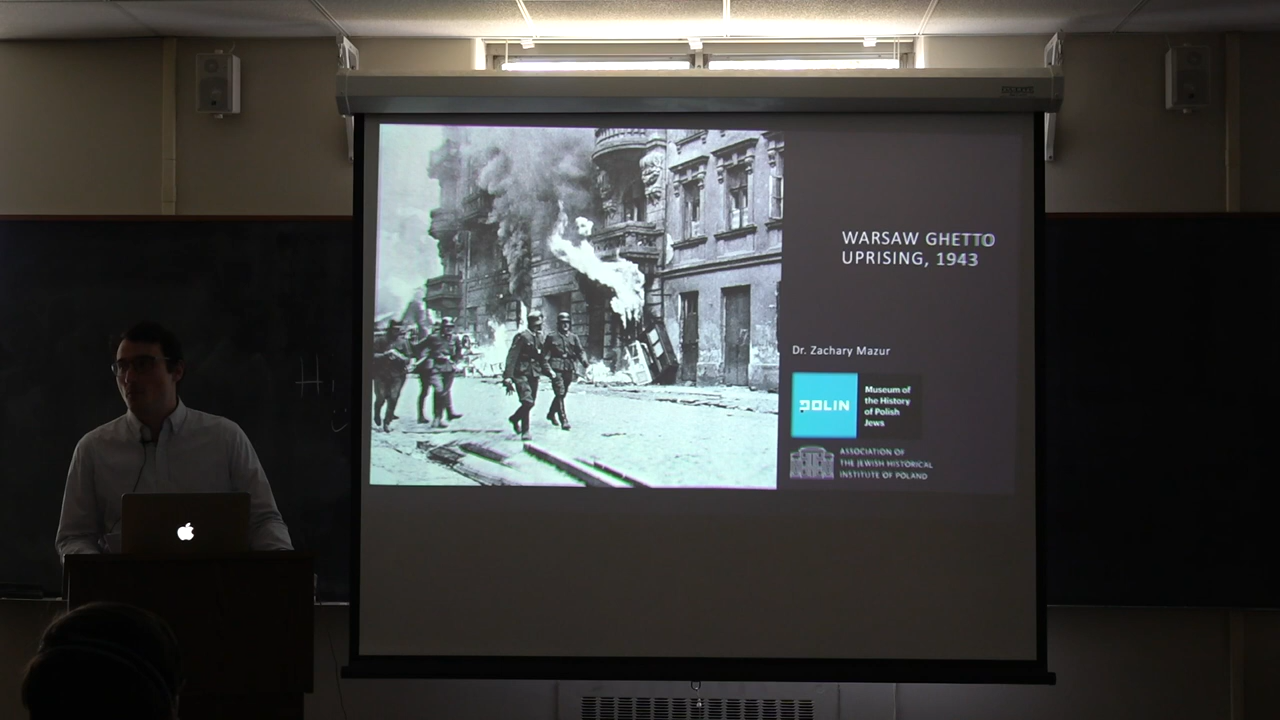 WARSAW GHETTO
UPRISING, 1943
Dr. Zachary Mazur
POLIN
Museum of
the History
of Polish
Jews
ASSOCIATION OF
THE JEWISH HISTORICAL
INSTITUTE OF POLAND